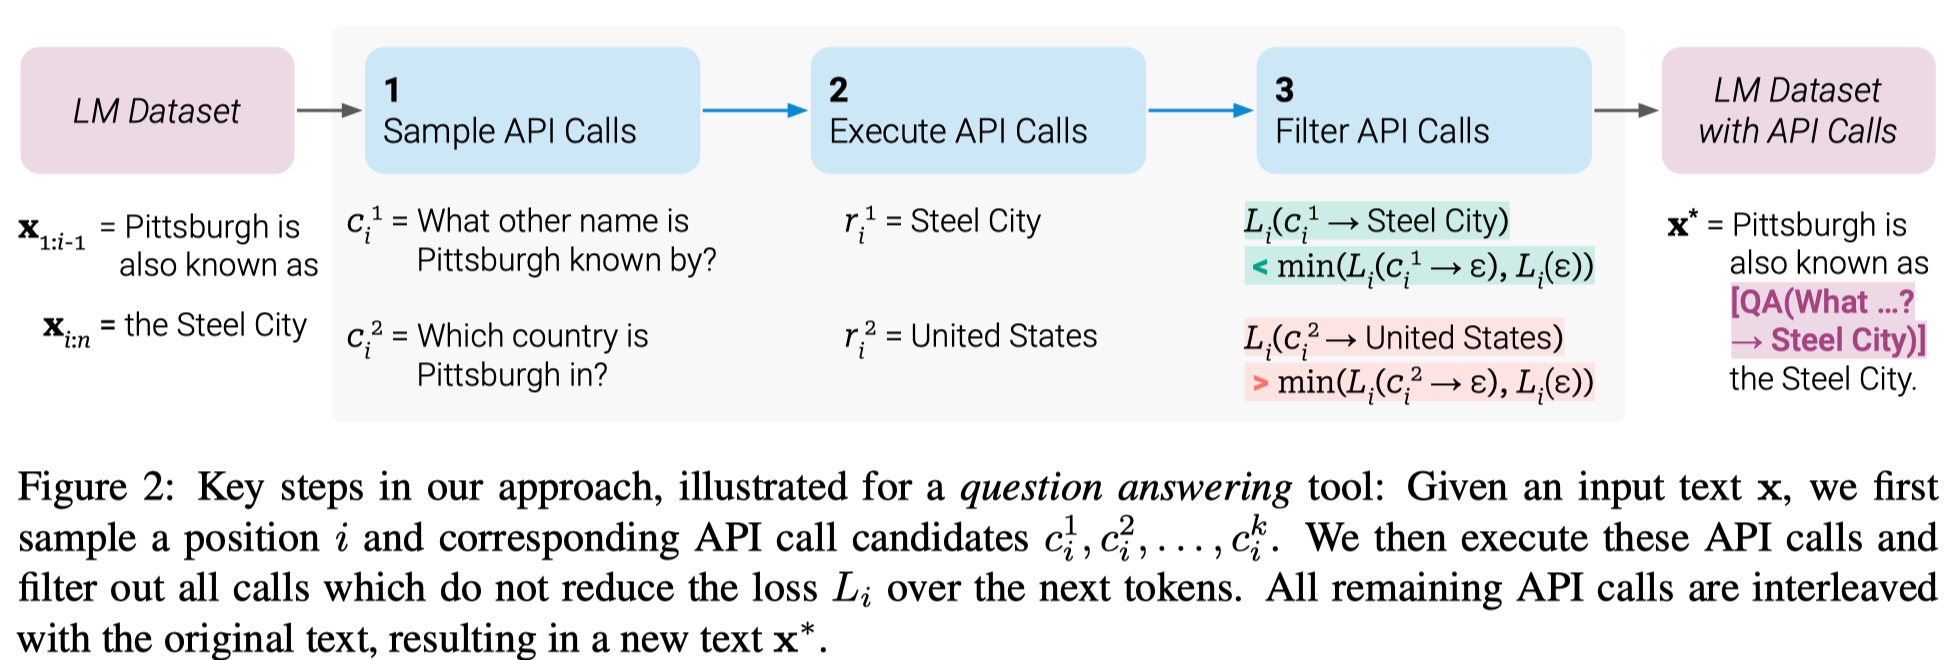 LM Dataset
1
Sample API Calls
2
Execute API Calls
3
Filter API Calls
LM Dataset
with API Calls
x₁:ᵢ₋₁ = Pittsburgh is
also known as
xᵢ:ₙ = the Steel City
cᵢ¹ = What other name is
Pittsburgh known by?
cᵢ² = Which country is
Pittsburgh in?
rᵢ¹ = Steel City
rᵢ² = United States
Lᵢ(cᵢ¹ → Steel City)
< min(Lᵢ(cᵢ¹ → ε), Lᵢ(ε))
Lᵢ(cᵢ² → United States)
> min(Lᵢ(cᵢ² → ε), Lᵢ(ε))
x* = Pittsburgh is
also known as
[QA(What ...?
→ Steel City)]
the Steel City.
Figure 2: Key steps in our approach, illustrated for a question answering tool: Given an input text x, we first
sample a position i and corresponding API call candidates cᵢ¹, cᵢ², . . . , cᵢᵏ. We then execute these API calls and
filter out all calls which do not reduce the loss Lᵢ over the next tokens. All remaining API calls are interleaved
with the original text, resulting in a new text x*.